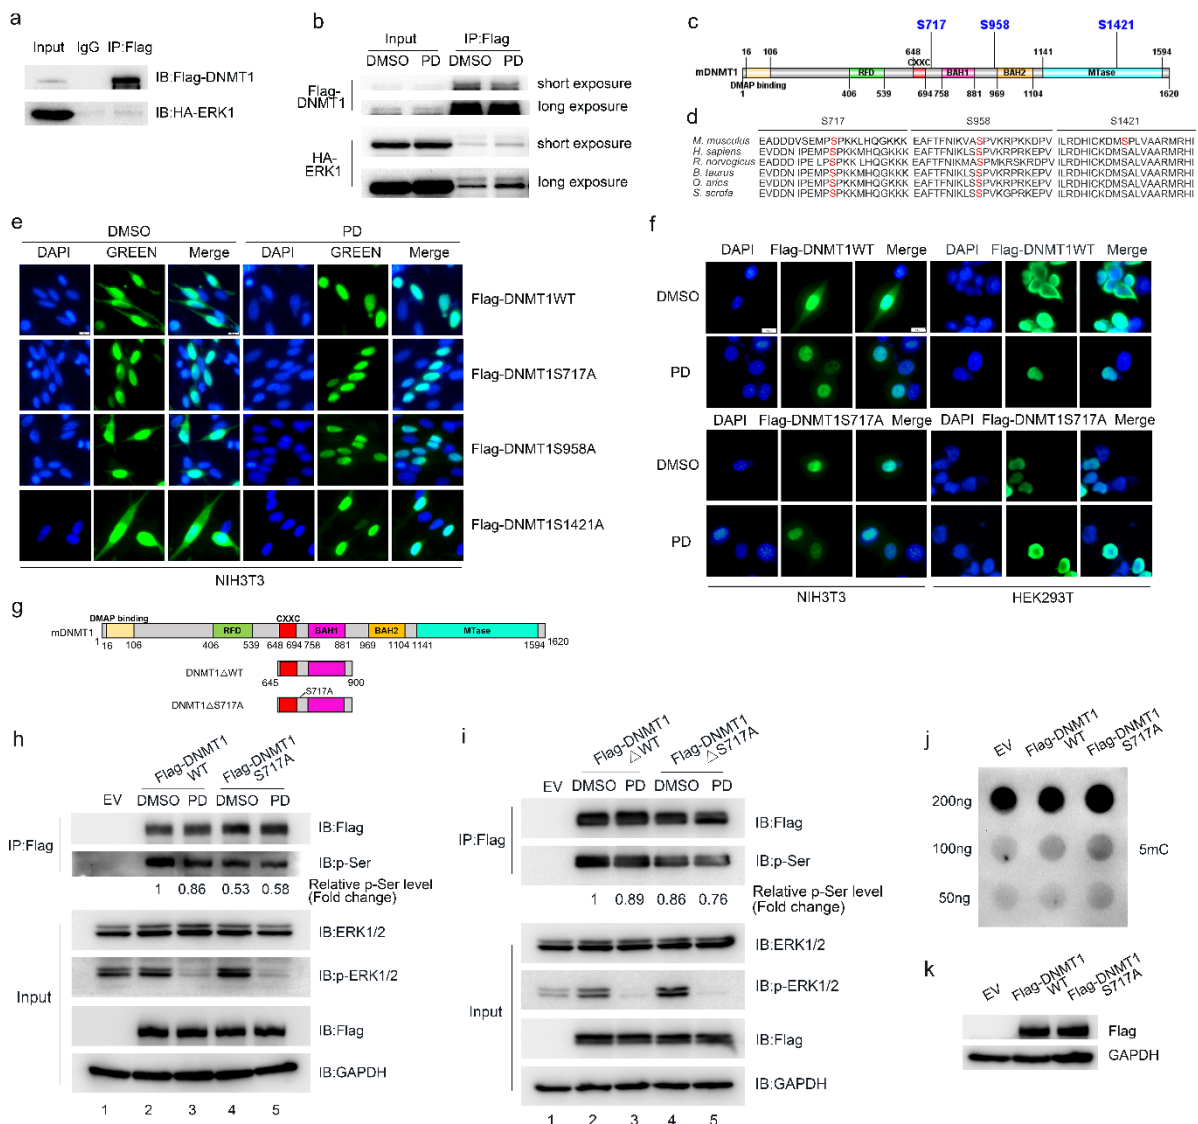 a
Input IgG IP:Flag
IB:Flag-DNMT1
IB:HA-ERK1
b
Input IP:Flag
DMSO PD DMSO PD
Flag-DNMT1
short exposure
long exposure
HA-ERK1
short exposure
long exposure
c
S717 S958 S1421
16 106 648 1141 1594
CXXC
mDNMT1 RFD BAH1 BAH2 MTase
DMAP binding
1 406 539 694 758 881 969 1104 1620
d
S717 S958 S1421
M. musculus EADDDVSEMPSPKKLHQGKKK EAFTFNIKVASPVKRPKKDPV ILRDHICKDMSPLVAARMRHI
H. sapiens EVDDN IPEMPSPKKMHQGKKK EAFTFNIKLSSPVKRPRKEPV ILRDHICKDMSALVAARMRHI
R. norvogicus EADDD IPELPSPKKLHQGKKK EAFTFNIKMASPMKRSKRDPV ILRDHICKDMSALVAARMRHI
B. taurus EVDDN IPEMPSPKKMHQGKKK EAFTFNIKLSSPVKRPRKEPV ILRDHICKDMSALVAARMRHI
O. arics EVDDN IPEMPSPKKMHQGKKK EAFTFNIKLSSPVKRPRKEPV ILRDHICKDMSALVAARMRHI
S. scrofa EVDDN IPEMPSPKKMHQGKKK EAFTFNIKLSSPVKGPRKEPV ILRDHICKDMSALVAARMRHI
e
DMSO PD
DAPI GREEN Merge DAPI GREEN Merge
Flag-DNMT1WT
Flag-DNMT1S717A
Flag-DNMT1S958A
Flag-DNMT1S1421A
NIH3T3
f
DAPI Flag-DNMT1WT Merge DAPI Flag-DNMT1WT Merge
DMSO
PD
DAPI Flag-DNMT1S717A Merge DAPI Flag-DNMT1S717A Merge
DMSO
PD
NIH3T3 HEK293T
g
DMAP binding CXXC
mDNMT1 RFD BAH1 BAH2 MTase
1 16 106 406 539 648 694 758 881 969 1104 1141 1594 1620
DNMT1△WT
645 900
S717A
DNMT1△S717A
h
Flag-DNMT1 WT Flag-DNMT1 S717A
EV DMSO PD DMSO PD
IP:Flag
IB:Flag
IB:p-Ser
1 0.86 0.53 0.58 Relative p-Ser level
(Fold change)
Input
IB:ERK1/2
IB:p-ERK1/2
IB:Flag
IB:GAPDH
1 2 3 4 5
i
Flag-DNMT1 △WT Flag-DNMT1 △S717A
EV DMSO PD DMSO PD
IP:Flag
IB:Flag
IB:p-Ser
1 0.89 0.86 0.76 Relative p-Ser level
(Fold change)
Input
IB:ERK1/2
IB:p-ERK1/2
IB:Flag
IB:GAPDH
1 2 3 4 5
j
EV Flag-DNMT1 WT Flag-DNMT1 S717A
200ng
100ng
50ng
5mC
k
EV Flag-DNMT1 WT Flag-DNMT1 S717A
Flag
GAPDH